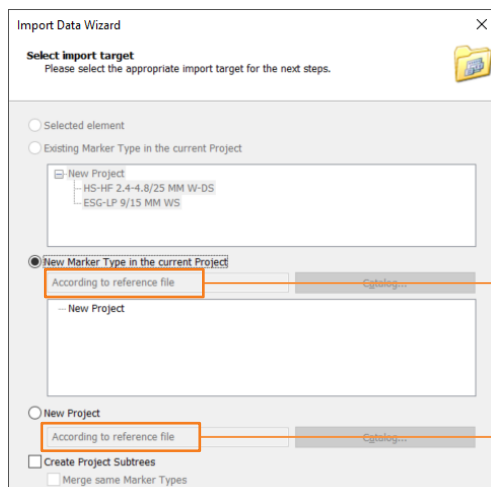 Import Data Wizard
Select import target
Please select the appropriate import target for the next steps.
Selected element
Existing Marker Type in the current Project
New Project
HS-HF 2.4-4.8/25 MM W-DS
ESG-LP 9/15 MM WS
New Marker Type in the current Project
According to reference file Catalog...
New Project
New Project
According to reference file Catalog...
Create Project Subtrees
Merge same Marker Types